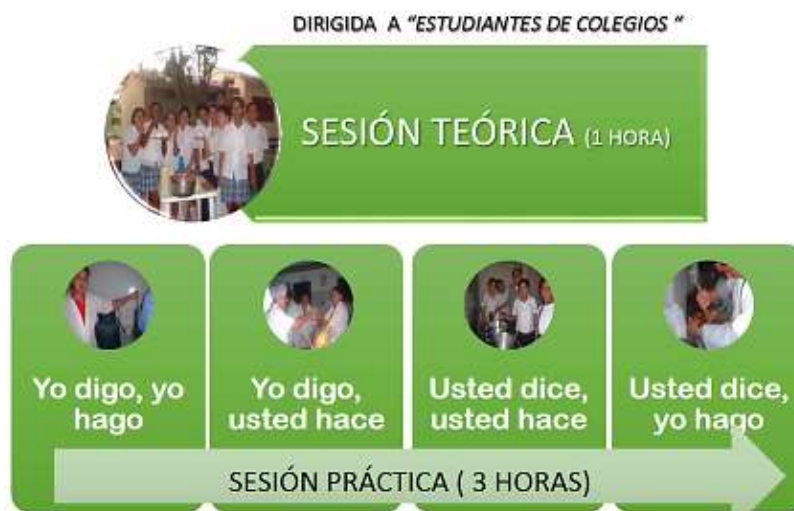 DIRIGIDA A “ESTUDIANTES DE COLEGIOS “
SESIÓN TEÓRICA (1 HORA)
Yo digo, yo
hago
Yo digo,
usted hace
Usted dice,
usted hace
Usted dice,
yo hago
SESIÓN PRÁCTICA ( 3 HORAS)